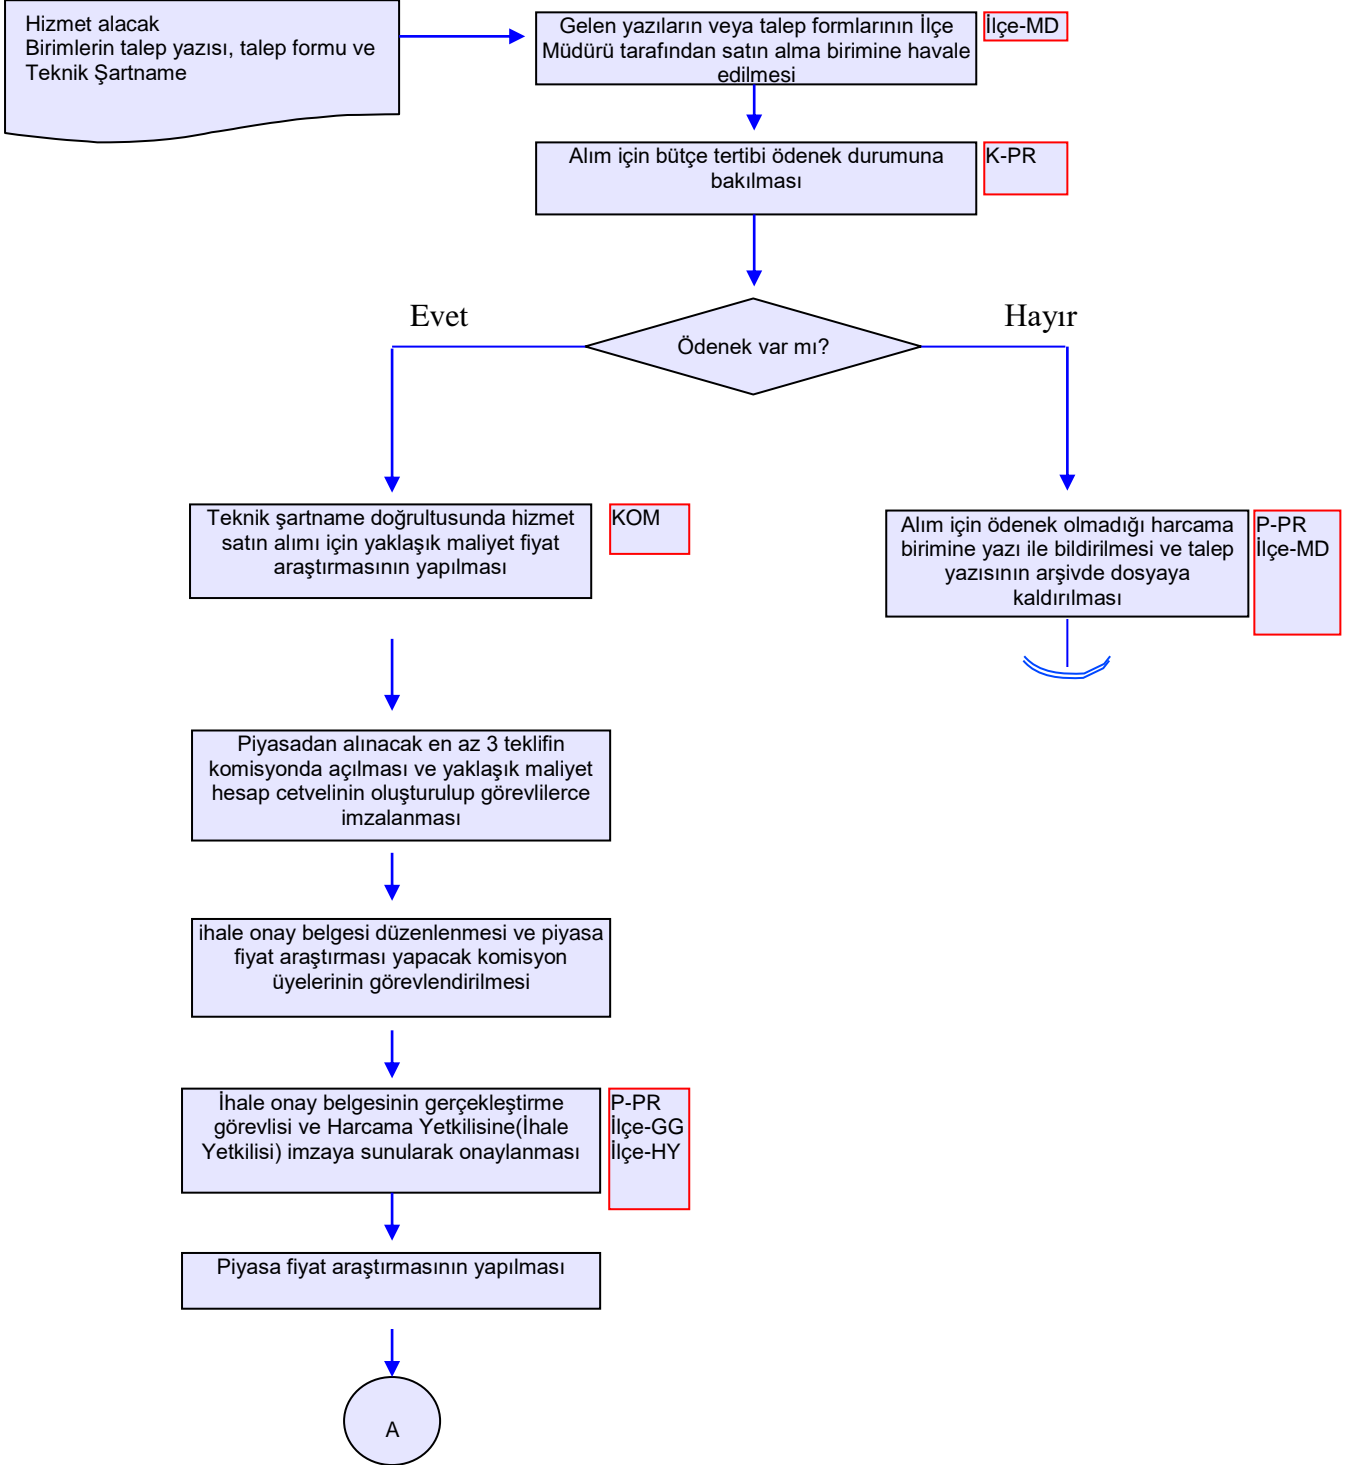 Hizmet alacak
Birimlerin talep yazısı, talep formu ve
Teknik Şartname
Gelen yazıların veya talep formlarının İlçe
Müdürü tarafından satın alma birimine havale
edilmesi
İlçe-MD
Alım için bütçe tertibi ödenek durumuna
bakılması
K-PR
Evet
Ödenek var mı?
Hayır
Teknik şartname doğrultusunda hizmet
satın alımı için yaklaşık maliyet fiyat
araştırmasının yapılması
KOM
Alım için ödenek olmadığı harcama
birimine yazı ile bildirilmesi ve talep
yazısının arşivde dosyaya
kaldırılması
P-PR
İlçe-MD
Piyasadan alınacak en az 3 teklifin
komisyonda açılması ve yaklaşık maliyet
hesap cetvelinin oluşturulup görevlilerce
imzalanması
ihale onay belgesi düzenlenmesi ve piyasa
fiyat araştırması yapacak komisyon
üyelerinin görevlendirilmesi
İhale onay belgesinin gerçekleştirme
görevlisi ve Harcama Yetkilisine(İhale
Yetkilisi) imzaya sunularak onaylanması
P-PR
İlçe-GG
İlçe-HY
Piyasa fiyat araştırmasının yapılması
A